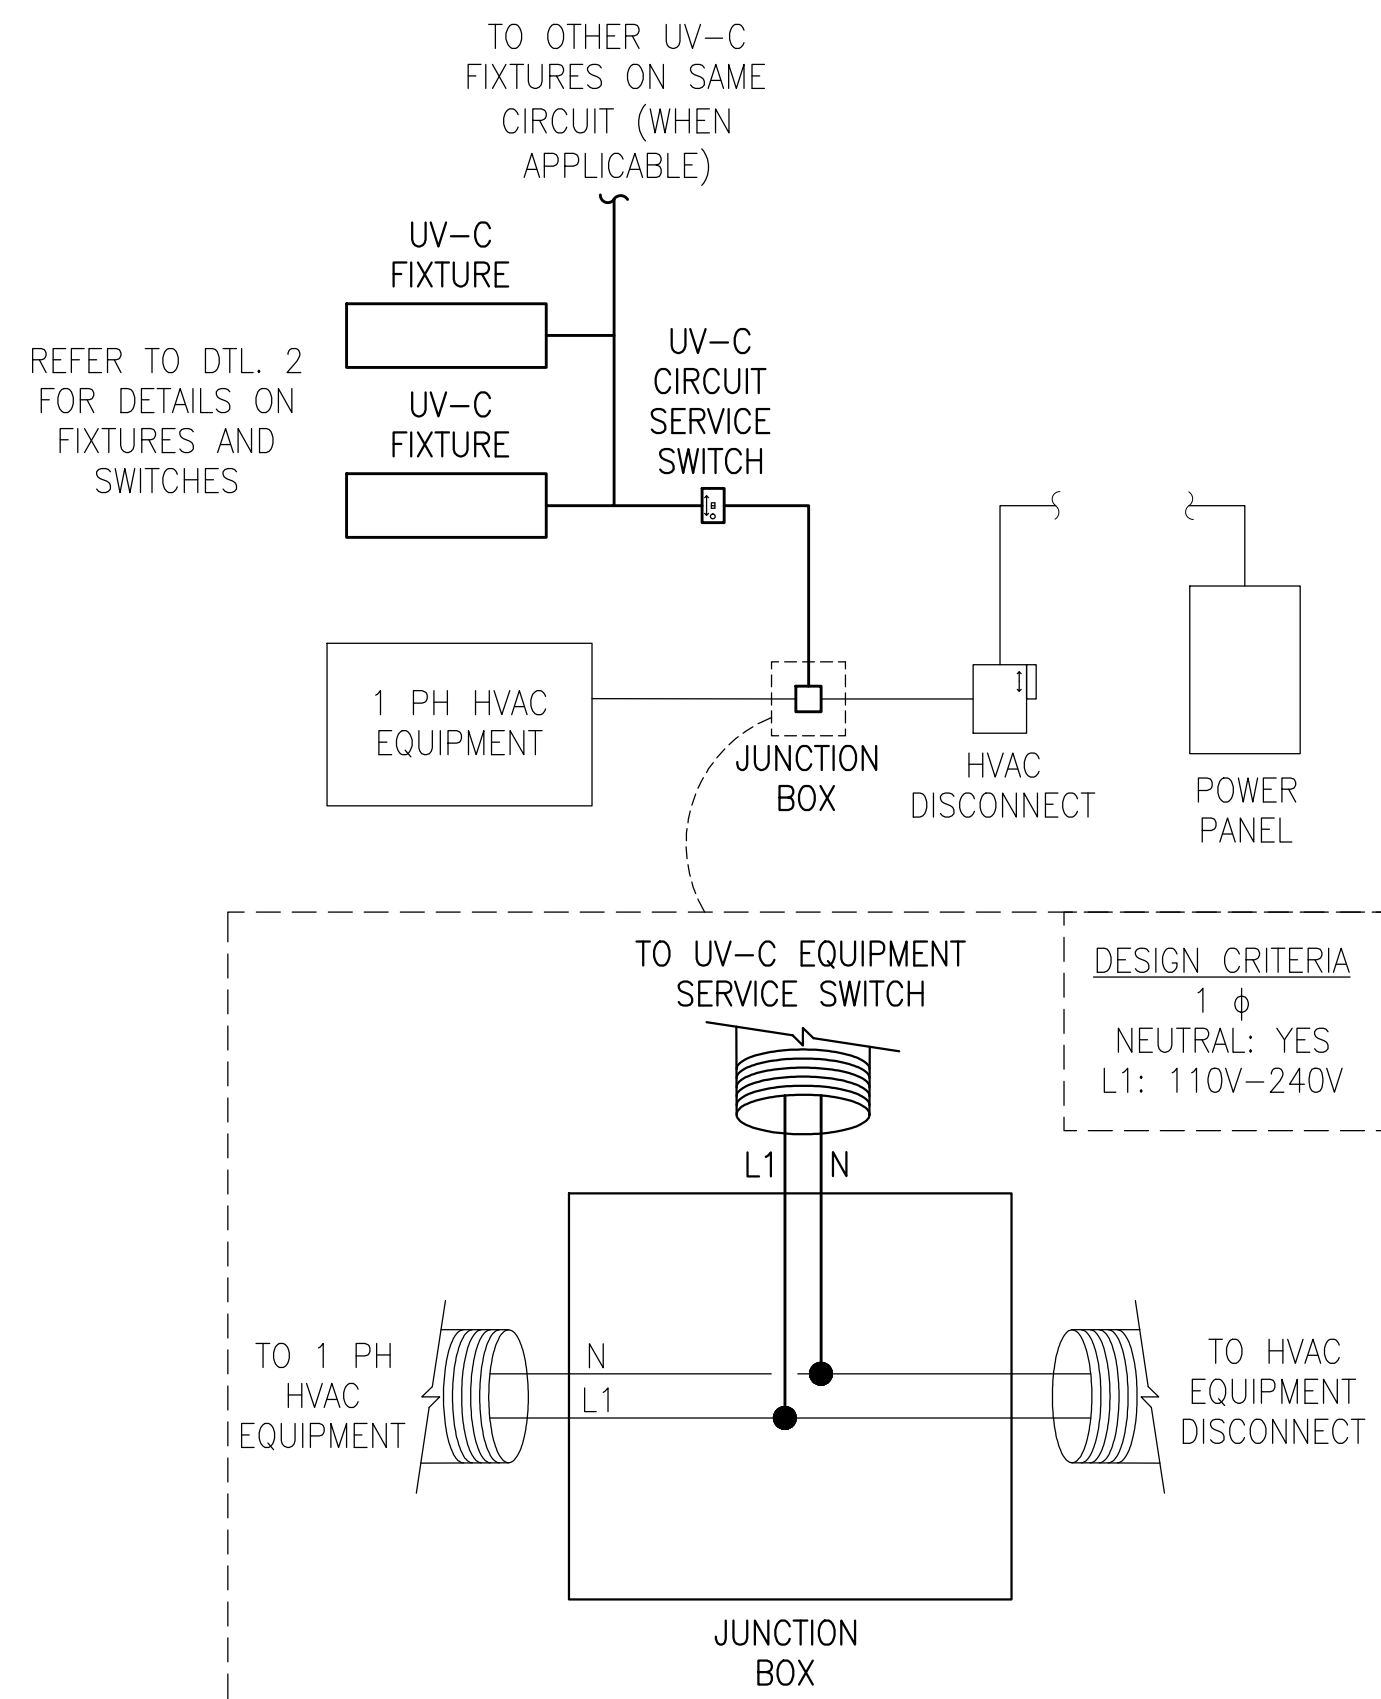 TO OTHER UV-C
FIXTURES ON SAME
CIRCUIT (WHEN
APPLICABLE)
UV-C
FIXTURE
REFER TO DTL. 2
FOR DETAILS ON
FIXTURES AND
SWITCHES
UV-C
FIXTURE
UV-C
CIRCUIT
SERVICE
SWITCH
1 PH HVAC
EQUIPMENT
JUNCTION
BOX
HVAC
DISCONNECT
POWER
PANEL
TO UV-C EQUIPMENT
SERVICE SWITCH
DESIGN CRITERIA
1 ϕ
NEUTRAL: YES
L1: 110V-240V
L1 N
TO 1 PH
HVAC
EQUIPMENT
N
L1
TO HVAC
EQUIPMENT
DISCONNECT
JUNCTION
BOX